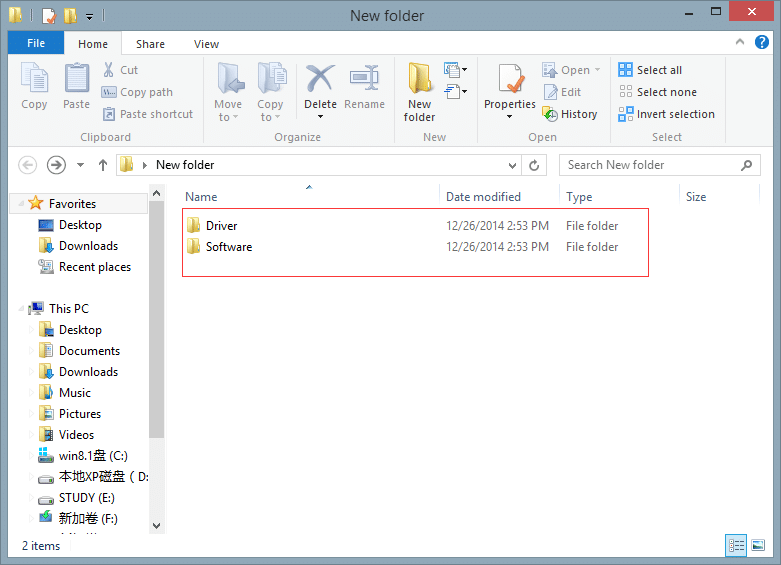 New folder
File Home Share View
Copy
Paste
Cut
Copy path
Paste shortcut
Clipboard
Move to
Copy to
Delete
Rename
Organize
New folder
New
Properties
Open
Edit
History
Open
Select all
Select none
Invert selection
Select
New folder
Search New folder
Name Date modified Type Size
Driver 12/26/2014 2:53 PM File folder
Software 12/26/2014 2:53 PM File folder
Favorites
Desktop
Downloads
Recent places
This PC
Desktop
Documents
Downloads
Music
Pictures
Videos
win8.1盘 (C:)
本地XP磁盘 ( D:
STUDY (E:)
新加卷 (F:)
2 items